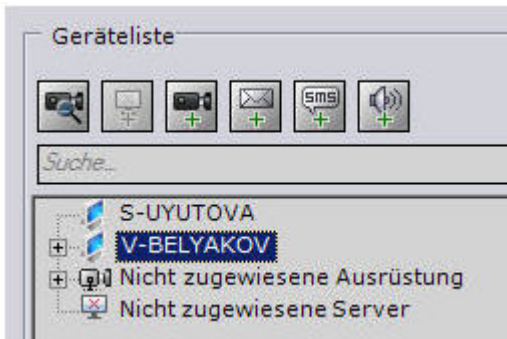 Geräteliste
sms
Suche...
S-UYUTOVA
V-BELYAKOV
Nicht zugewiesene Ausrüstung
Nicht zugewiesene Server